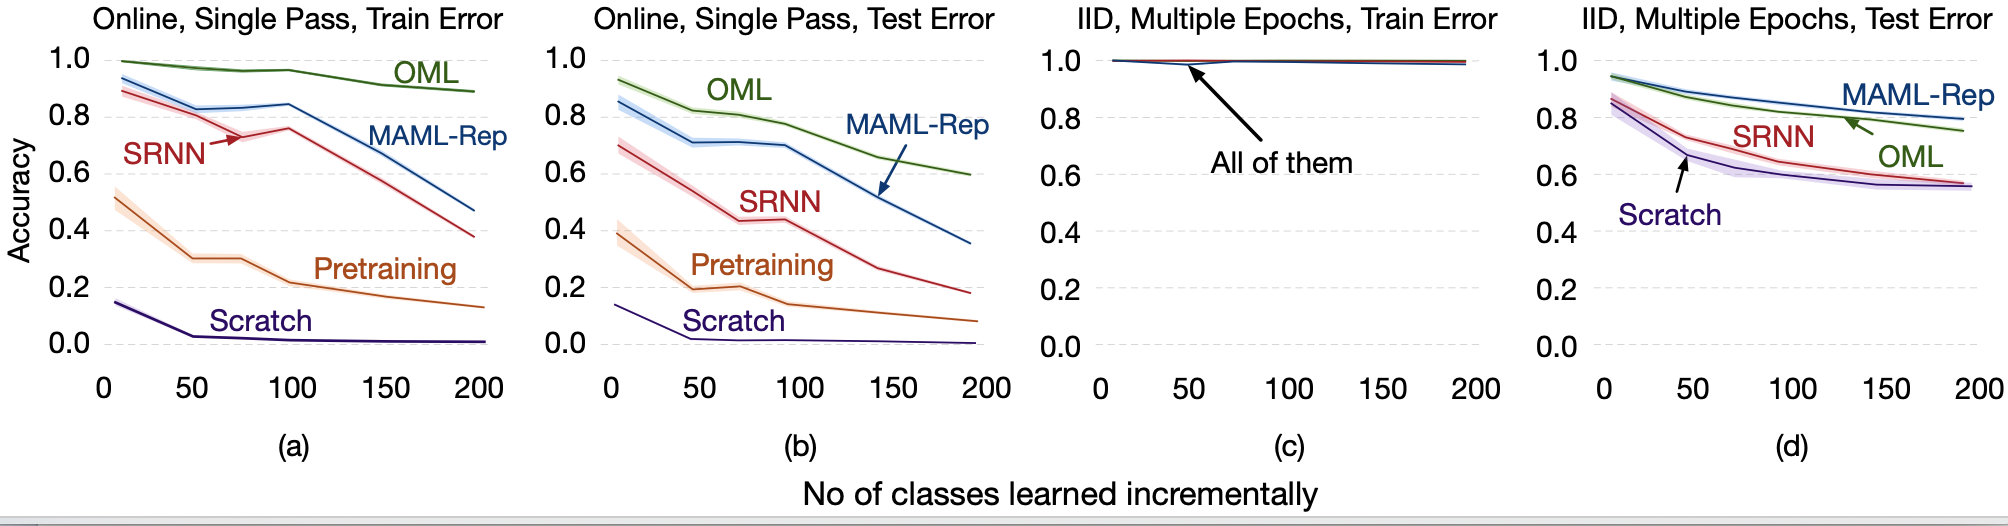 Online, Single Pass, Train Error
Online, Single Pass, Test Error
IID, Multiple Epochs, Train Error
IID, Multiple Epochs, Test Error
Accuracy
1.0
0.8
0.6
0.4
0.2
0.0
OML
MAML-Rep
SRNN
Pretraining
Scratch
0 50 100 150 200
(a)
1.0
0.8
0.6
0.4
0.2
0.0
OML
MAML-Rep
SRNN
Pretraining
Scratch
0 50 100 150 200
(b)
1.0
0.8
0.6
0.4
0.2
0.0
All of them
0 50 100 150 200
(c)
1.0
0.8
0.6
0.4
0.2
0.0
MAML-Rep
SRNN
OML
Scratch
0 50 100 150 200
(d)
No of classes learned incrementally